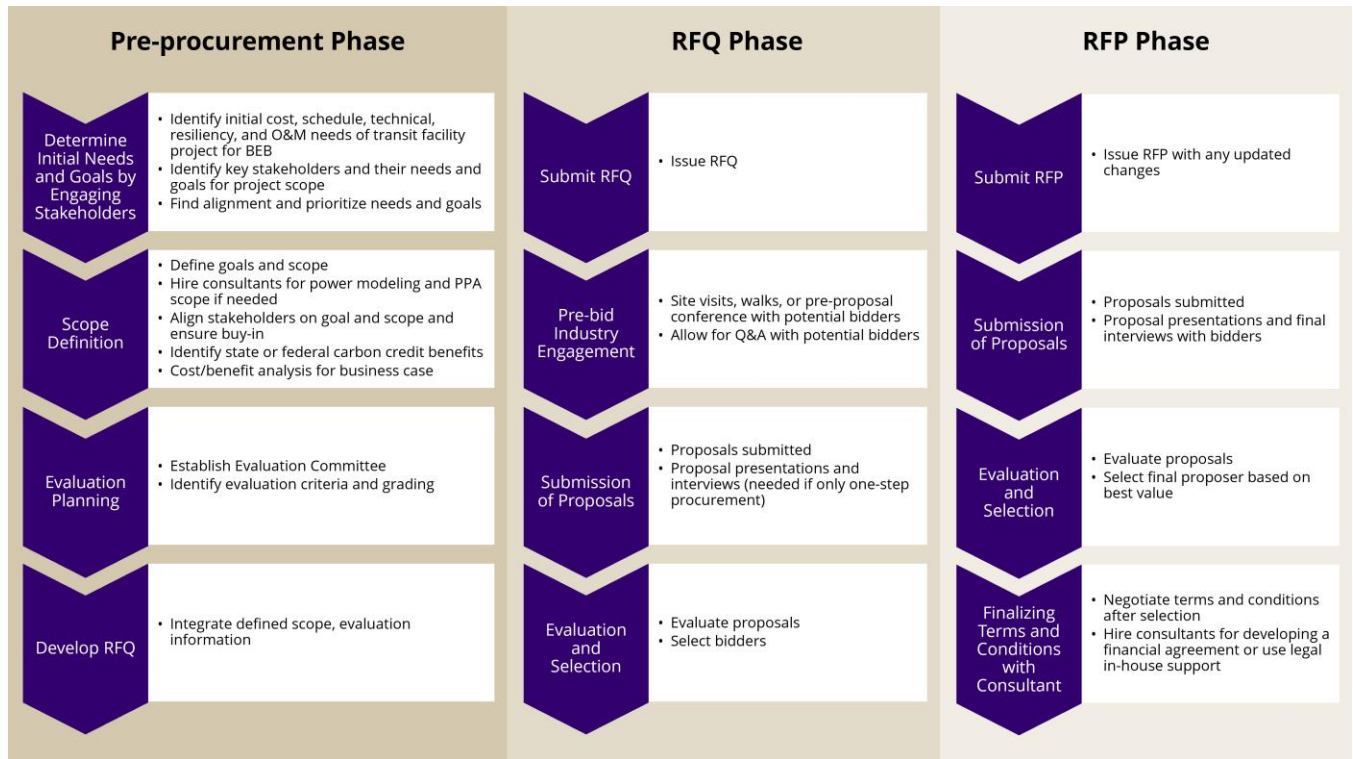 Pre-procurement Phase
Determine
Initial Needs
and Goals by
Engaging
Stakeholders
• Identify initial cost, schedule, technical,
resiliency, and O&M needs of transit facility
project for BEB
• Identify key stakeholders and their needs and
goals for project scope
• Find alignment and prioritize needs and goals
Scope
Definition
• Define goals and scope
• Hire consultants for power modeling and PPA
scope if needed
• Align stakeholders on goal and scope and
ensure buy-in
• Identify state or federal carbon credit benefits
• Cost/benefit analysis for business case
Evaluation
Planning
• Establish Evaluation Committee
• Identify evaluation criteria and grading
Develop RFQ
• Integrate defined scope, evaluation
information
RFQ Phase
Submit RFQ
• Issue RFQ
Pre-bid
Industry
Engagement
• Site visits, walks, or pre-proposal
conference with potential bidders
• Allow for Q&A with potential bidders
Submission
of Proposals
• Proposals submitted
• Proposal presentations and
interviews (needed if only one-step
procurement)
Evaluation
and
Selection
• Evaluate proposals
• Select bidders
RFP Phase
Submit RFP
• Issue RFP with any updated
changes
Submission
of Proposals
• Proposals submitted
• Proposal presentations and final
interviews with bidders
Evaluation
and
Selection
• Evaluate proposals
• Select final proposer based on
best value
Finalizing
Terms and
Conditions
with
Consultant
• Negotiate terms and conditions
after selection
• Hire consultants for developing a
financial agreement or use legal
in-house support